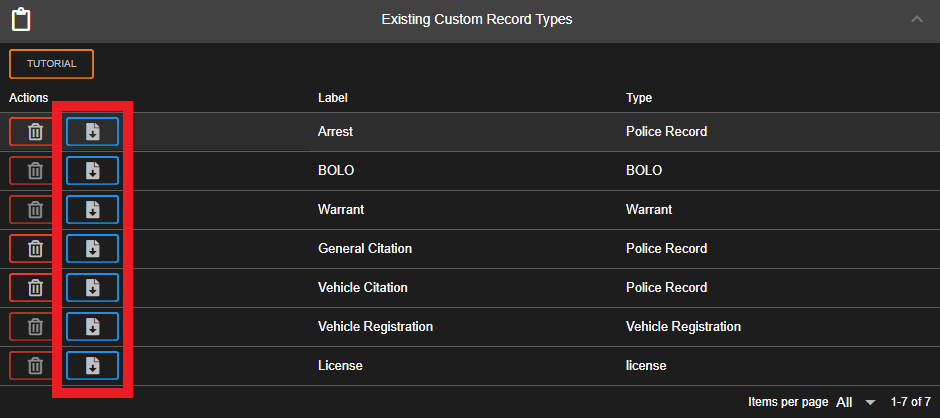 Existing Custom Record Types
TUTORIAL
Actions Label Type
Arrest Police Record
BOLO BOLO
Warrant Warrant
General Citation Police Record
Vehicle Citation Police Record
Vehicle Registration Vehicle Registration
License license
Items per page All 1-7 of 7